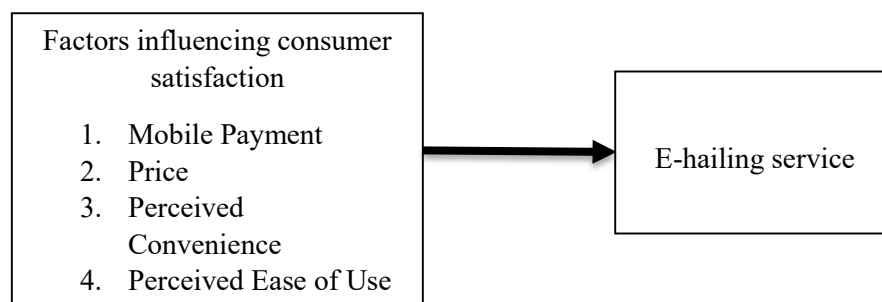 Factors influencing consumer
satisfaction
1. Mobile Payment
2. Price
3. Perceived
Convenience
4. Perceived Ease of Use
E-hailing service